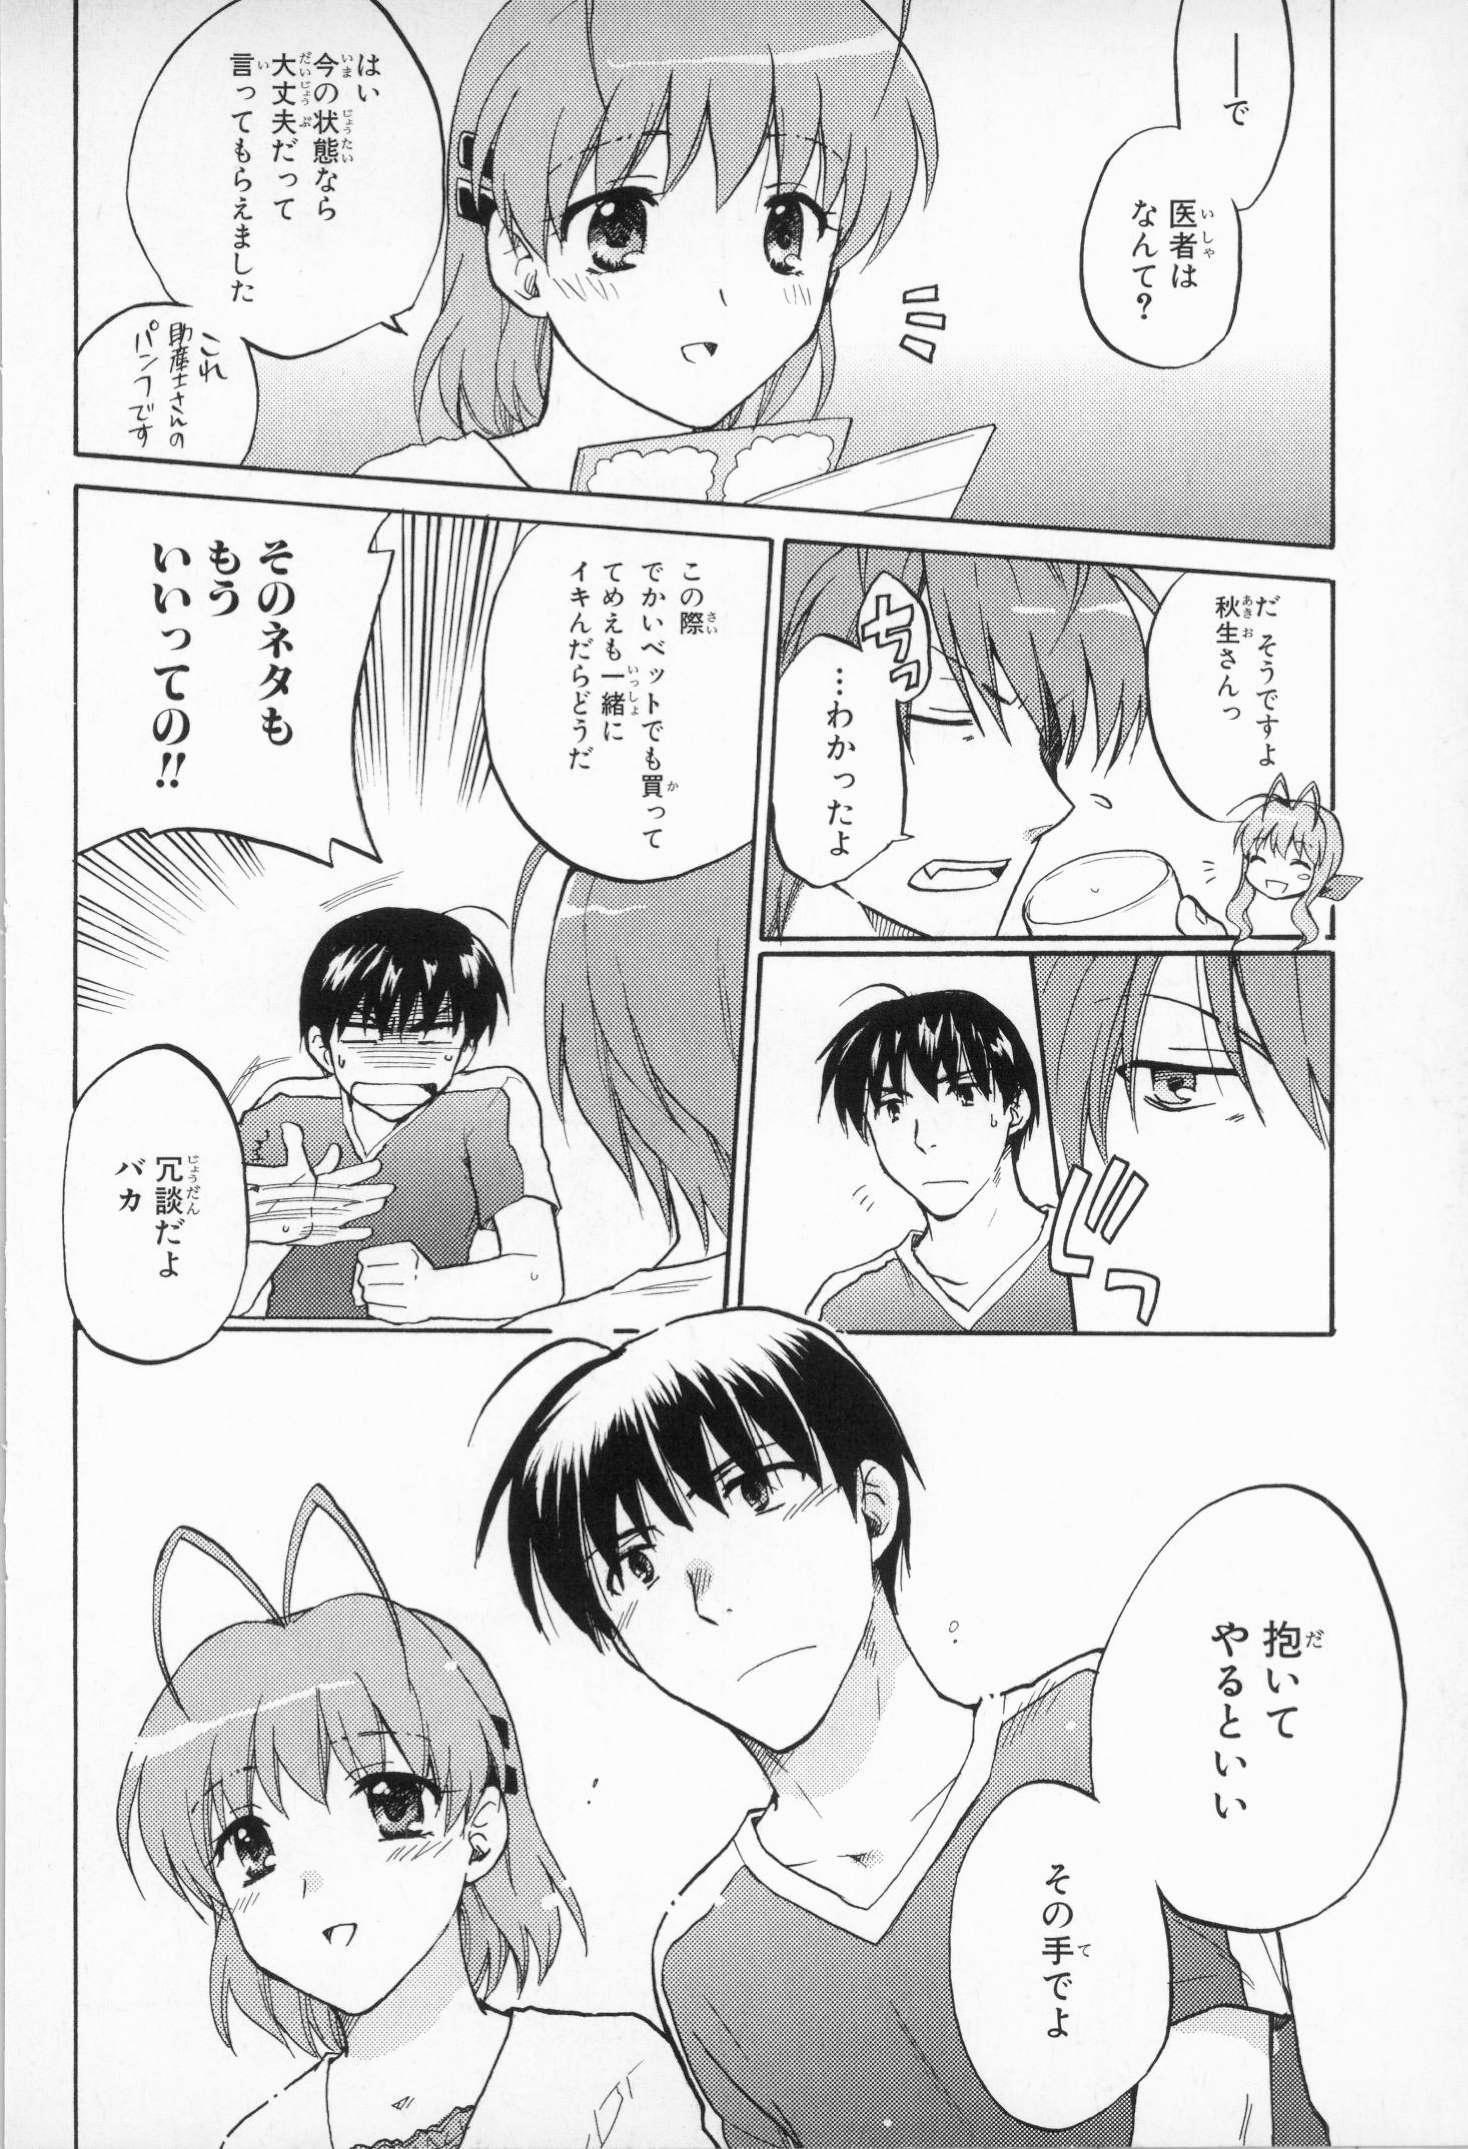 ――で
医者は
なんて?
はい
今の状態なら
大丈夫だって
言ってもらえました
これ
助産士さんの
パンフです
だ そうですよ
秋生さんっ
チっ
…わかったよ
この際
でかいベットでも買って
てめえも一緒に
イキんだらどうだ
そのネタも
もう
いいっての!!
じっ
冗談だよ
バカ
抱いて
やるといい
その手でよ